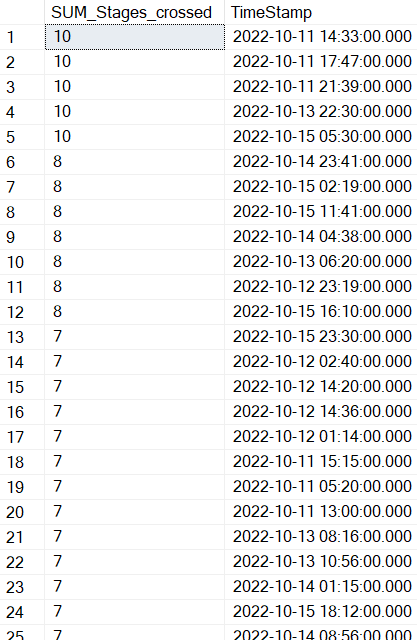 SUM_Stages_crossed TimeStamp
1 10 2022-10-11 14:33:00.000
2 10 2022-10-11 17:47:00.000
3 10 2022-10-11 21:39:00.000
4 10 2022-10-13 22:30:00.000
5 10 2022-10-15 05:30:00.000
6 8 2022-10-14 23:41:00.000
7 8 2022-10-15 02:19:00.000
8 8 2022-10-15 11:41:00.000
9 8 2022-10-14 04:38:00.000
10 8 2022-10-13 06:20:00.000
11 8 2022-10-12 23:19:00.000
12 8 2022-10-15 16:10:00.000
13 7 2022-10-15 23:30:00.000
14 7 2022-10-12 02:40:00.000
15 7 2022-10-12 14:20:00.000
16 7 2022-10-12 14:36:00.000
17 7 2022-10-12 01:14:00.000
18 7 2022-10-11 15:15:00.000
19 7 2022-10-11 05:20:00.000
20 7 2022-10-11 13:00:00.000
21 7 2022-10-13 08:16:00.000
22 7 2022-10-13 10:56:00.000
23 7 2022-10-14 01:15:00.000
24 7 2022-10-15 18:12:00.000
25 7 2022-10-14 08:56:00.000